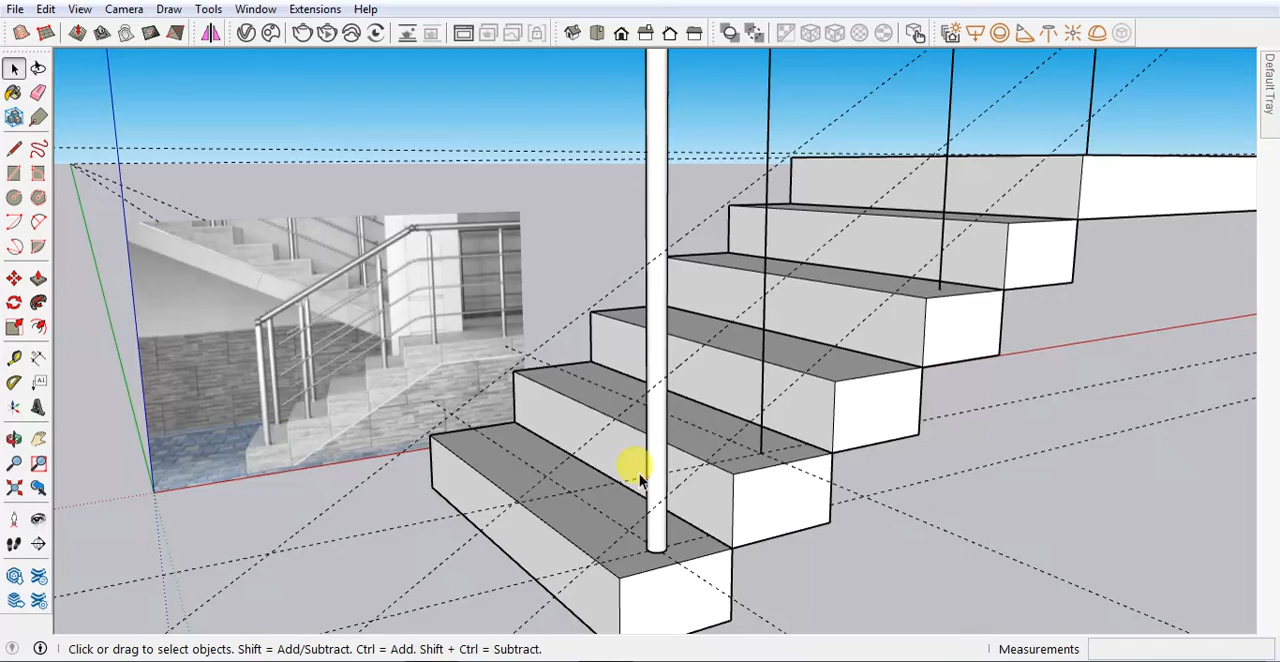 File Edit View Camera Draw Tools Window Extensions Help
Default Tray
A1
Click or drag to select objects. Shift = Add/Subtract. Ctrl = Add. Shift + Ctrl = Subtract.
Measurements